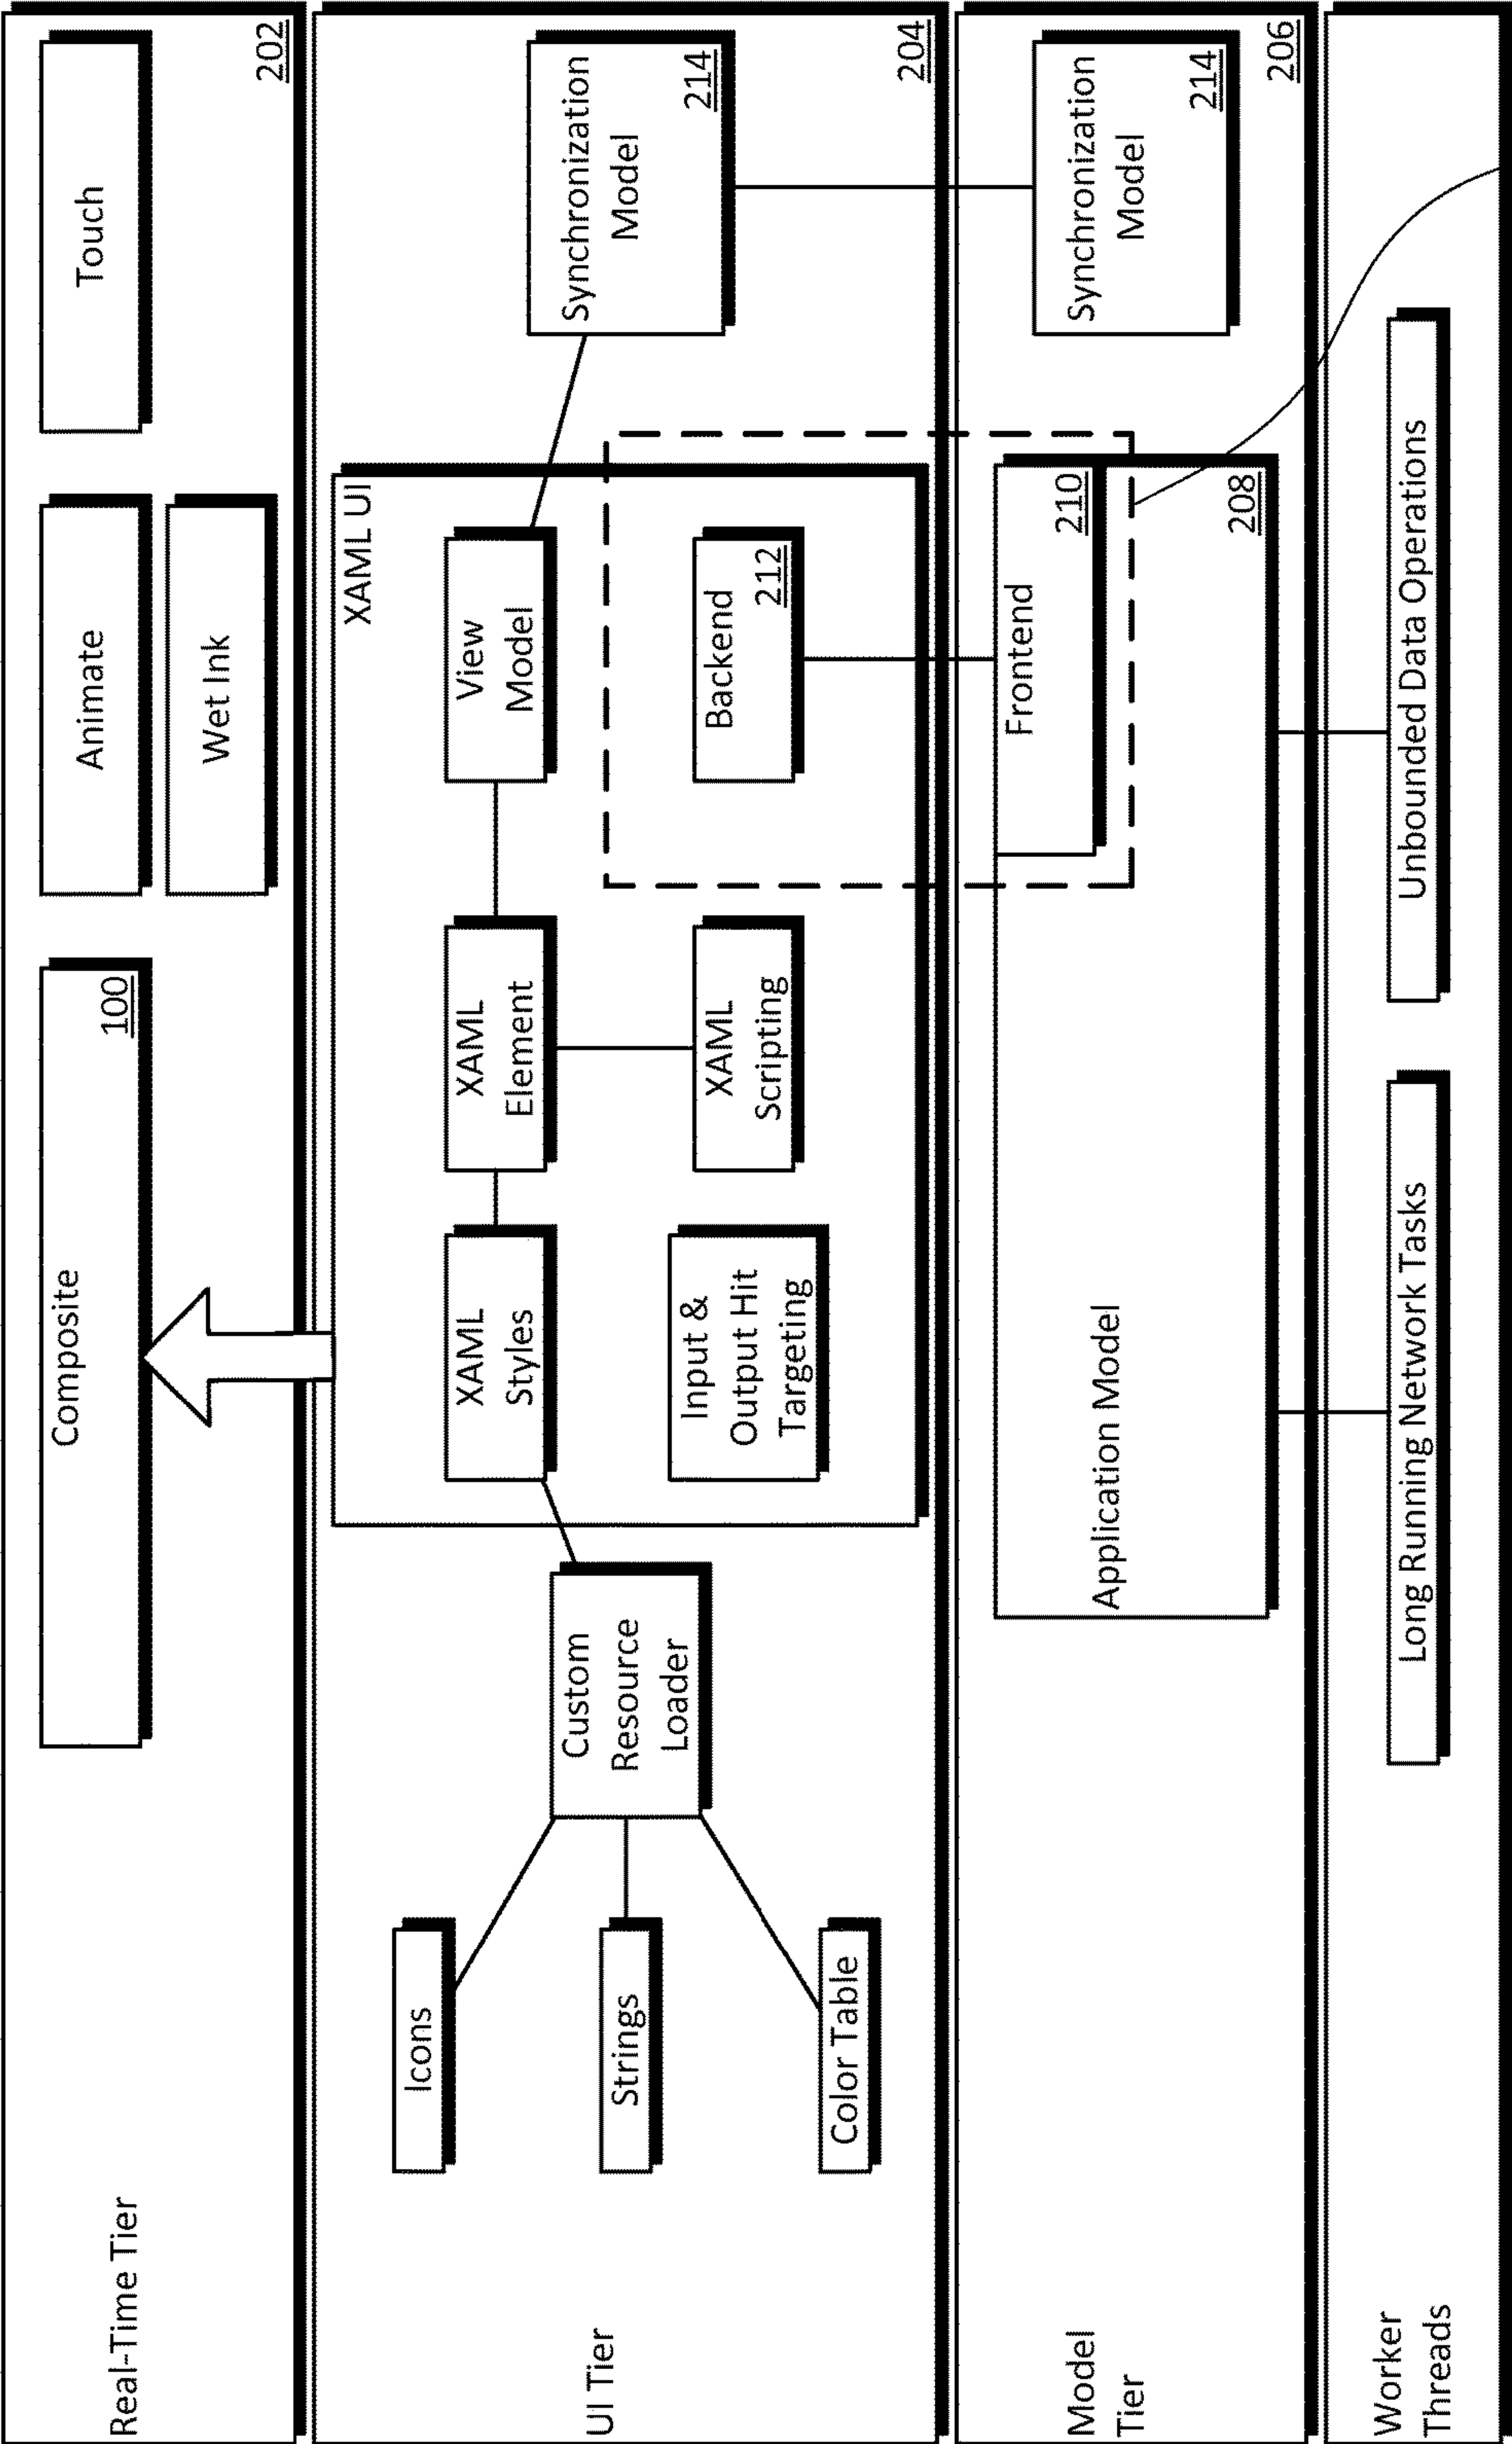 Real-Time Tier
Composite
100
Animate
Wet Ink
Touch
202
UI Tier
Icons
Strings
Color Table
Custom
Resource
Loader
XAML UI
XAML
Styles
XAML
Element
View
Model
Input &
Output Hit
Targeting
XAML
Scripting
Backend
212
Synchronization
Model
214
204
Model
Tier
Application Model
Frontend
210
208
Synchronization
Model
214
206
Worker
Threads
Long Running Network Tasks
Unbounded Data Operations